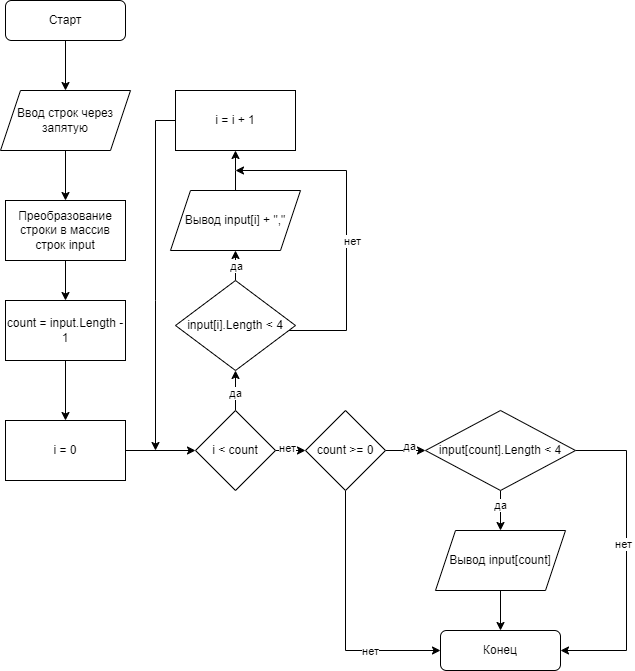 Старт
Ввод строк через
запятую
Преобразование
строки в массив
строк input
count = input.Length -
1
i = 0
i = i + 1
Вывод input[i] + ","
нет
да
input[i].Length < 4
да
i < count
нет
count >= 0
да
input[count].Length < 4
да
нет
Вывод input[count]
нет
Конец